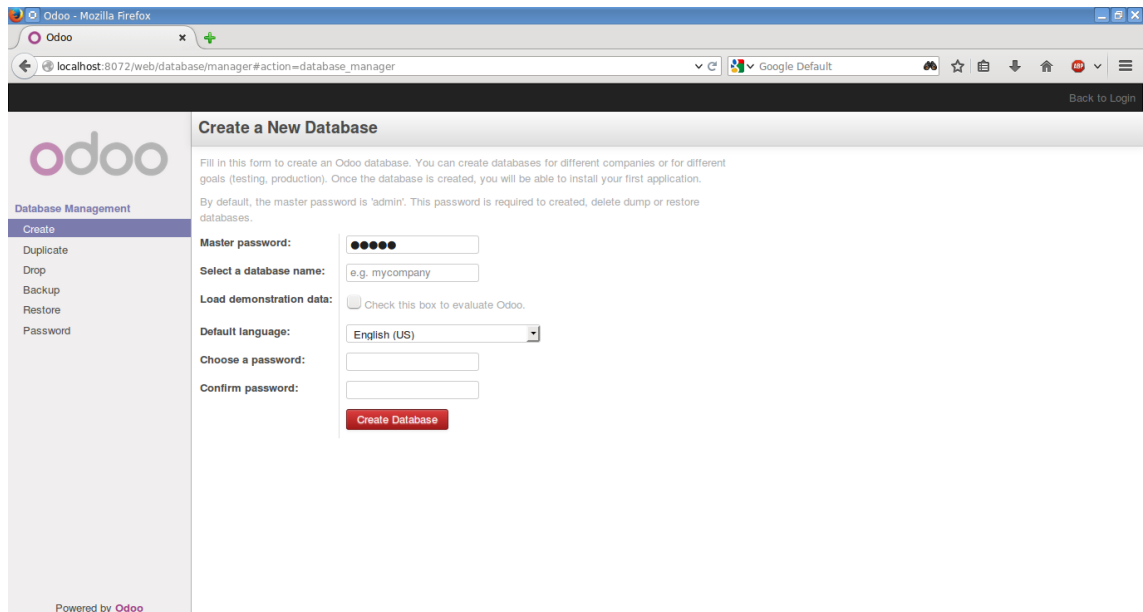 Odoo - Mozilla Firefox
Odoo
localhost:8072/web/database/manager#action=database_manager
Google Default
ABP
Back to Login
odoo
Create a New Database
Fill in this form to create an Odoo database. You can create databases for different companies or for different
goals (testing, production). Once the database is created, you will be able to install your first application.
By default, the master password is 'admin'. This password is required to created, delete dump or restore
databases.
Database Management
Create
Duplicate
Drop
Backup
Restore
Password
Master password:
●●●●●
Select a database name:
e.g. mycompany
Load demonstration data:
Check this box to evaluate Odoo.
Default language:
English (US)
Choose a password:
Confirm password:
Create Database
Powered by Odoo